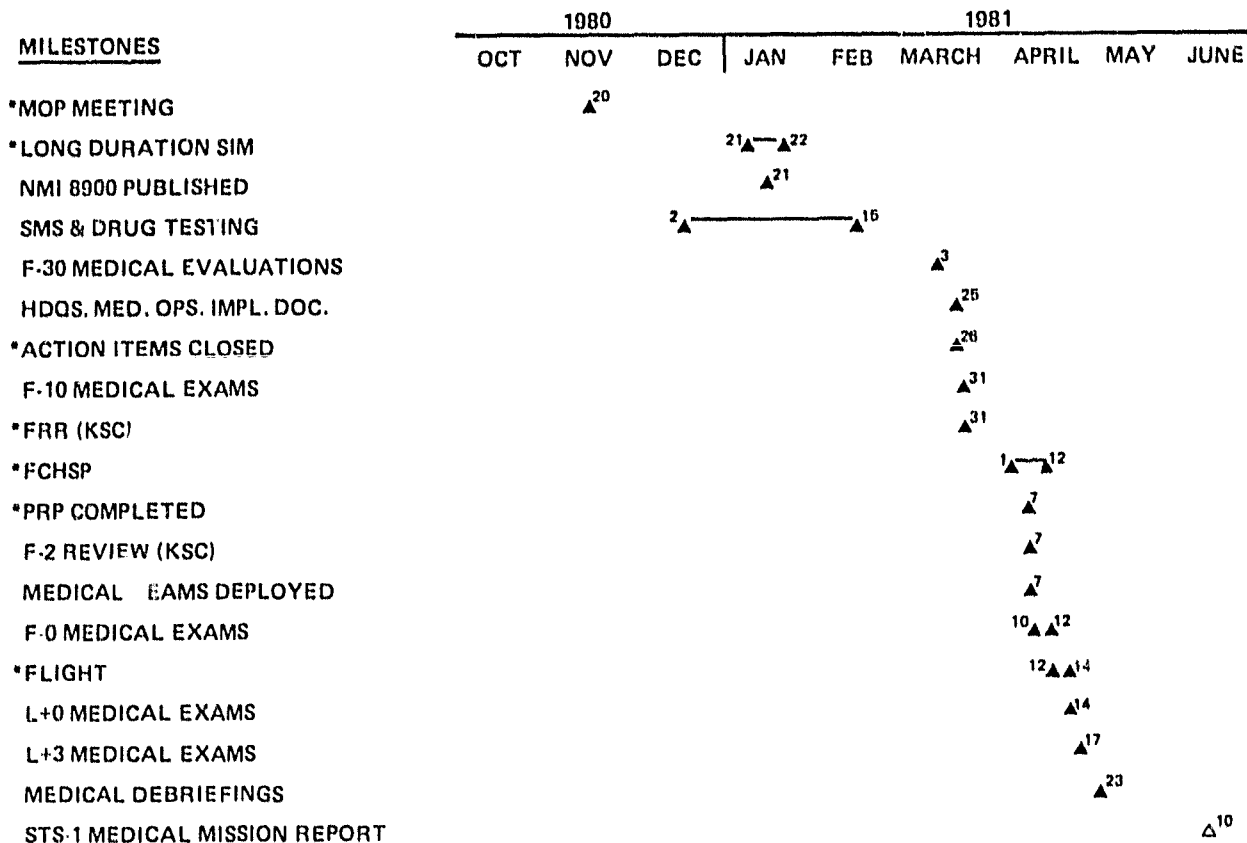 1980 1981
MILESTONES
OCT NOV DEC JAN FEB MARCH APRIL MAY JUNE
*MOP MEETING 20
*LONG DURATION SIM 21 22
NMI 8900 PUBLISHED 21
SMS & DRUG TESTING 2 16
F-30 MEDICAL EVALUATIONS 3
HDQS. MED. OPS. IMPL. DOC. 25
*ACTION ITEMS CLOSED 26
F-10 MEDICAL EXAMS 31
*FRR (KSC) 31
*FCHSP 1 12
*PRP COMPLETED 7
F-2 REVIEW (KSC) 7
MEDICAL EAMS DEPLOYED 7
F-0 MEDICAL EXAMS 10 12
*FLIGHT 12 14
L+0 MEDICAL EXAMS 14
L+3 MEDICAL EXAMS 17
MEDICAL DEBRIEFINGS 23
STS-1 MEDICAL MISSION REPORT 10